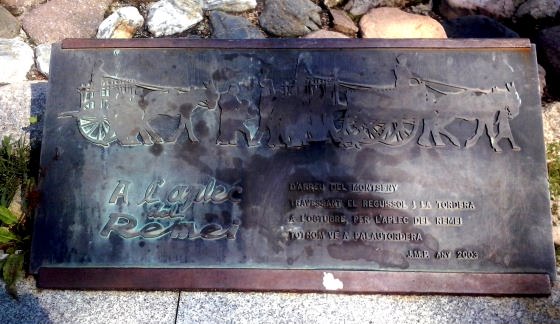 A l'aplec
del
Remei
D'ARREU DEL MONTSENY
TRAVESSANT EL REGUISSOL I LA TORDERA
A L'OCTUBRE, PER L'APLEC DEL REMEI
TOTHOM VE A PALAUTORDERA
J.M.P. ANY 2003